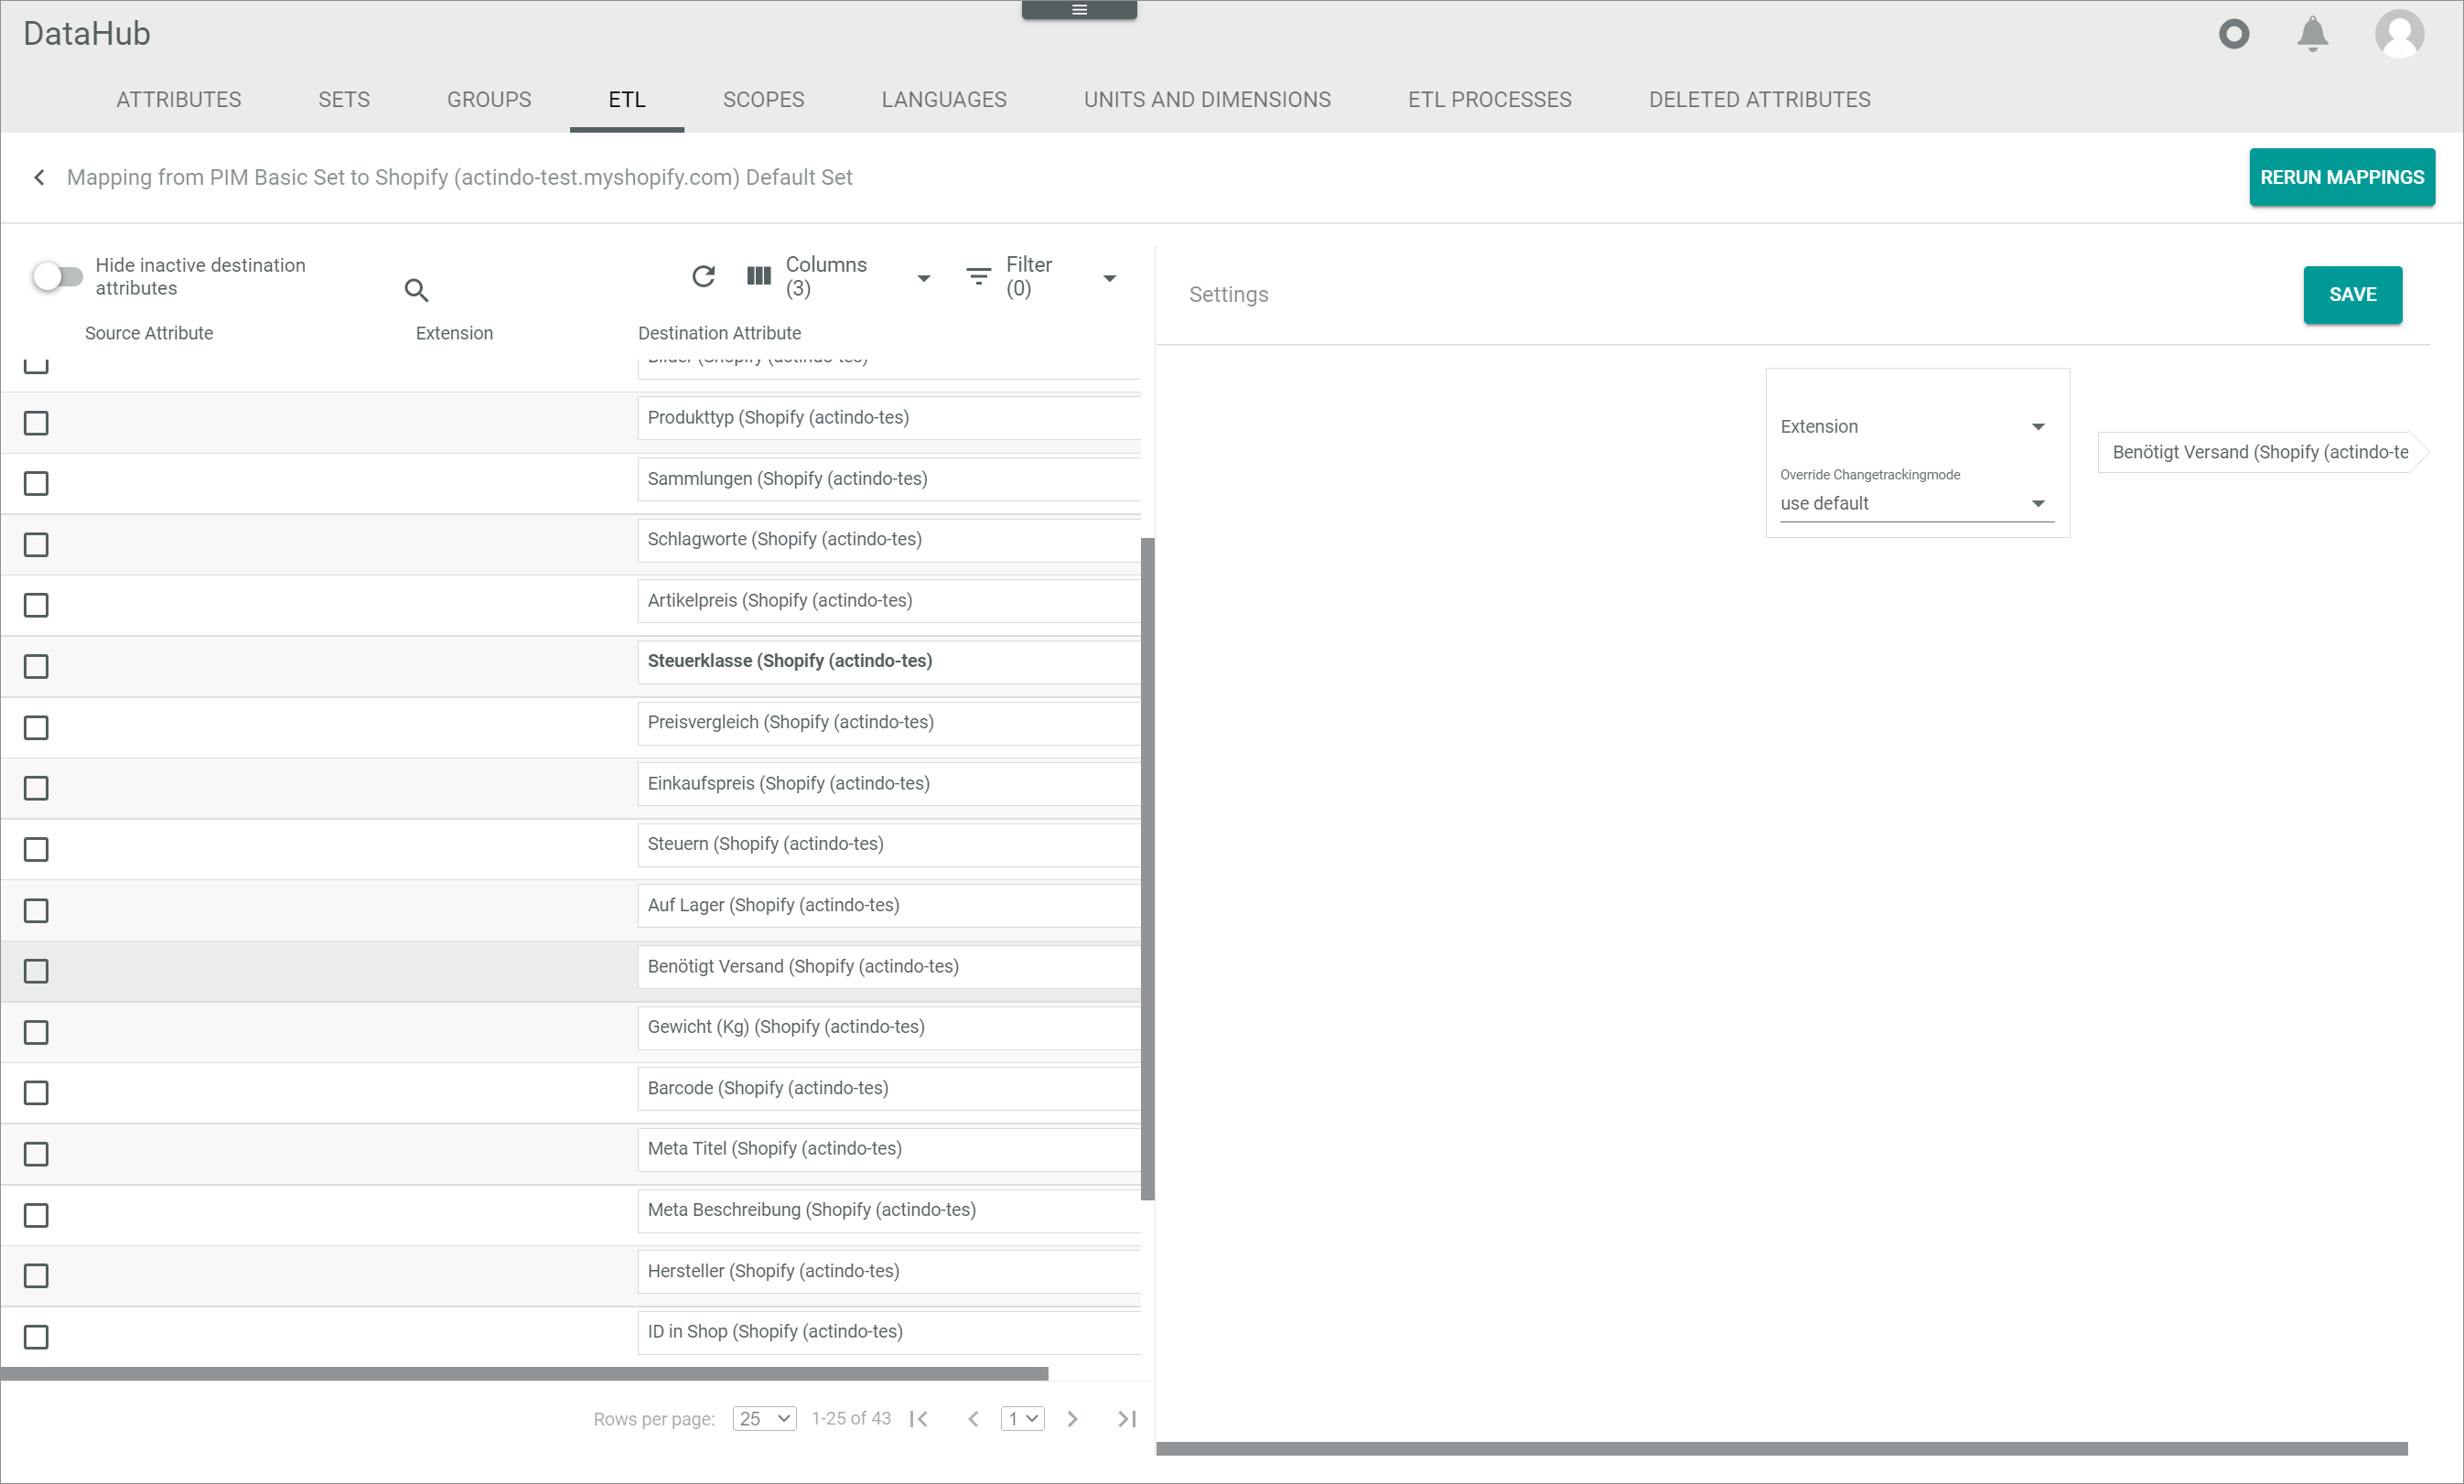 DataHub
ATTRIBUTES SETS GROUPS ETL SCOPES LANGUAGES UNITS AND DIMENSIONS ETL PROCESSES DELETED ATTRIBUTES
Mapping from PIM Basic Set to Shopify (actindo-test.myshopify.com) Default Set
RERUN MAPPINGS
Hide inactive destination
attributes
Columns
(3)
Filter
(0)
Source Attribute Extension Destination Attribute
Bilder (Shopify (actindo-tes)
Produkttyp (Shopify (actindo-tes)
Sammlungen (Shopify (actindo-tes)
Schlagworte (Shopify (actindo-tes)
Artikelpreis (Shopify (actindo-tes)
Steuerklasse (Shopify (actindo-tes)
Preisvergleich (Shopify (actindo-tes)
Einkaufspreis (Shopify (actindo-tes)
Steuern (Shopify (actindo-tes)
Auf Lager (Shopify (actindo-tes)
Benötigt Versand (Shopify (actindo-tes)
Gewicht (Kg) (Shopify (actindo-tes)
Barcode (Shopify (actindo-tes)
Meta Titel (Shopify (actindo-tes)
Meta Beschreibung (Shopify (actindo-tes)
Hersteller (Shopify (actindo-tes)
ID in Shop (Shopify (actindo-tes)
Rows per page: 25 1-25 of 43 1
Settings
SAVE
Extension
Override Changetrackingmode
use default
Benötigt Versand (Shopify (actindo-te